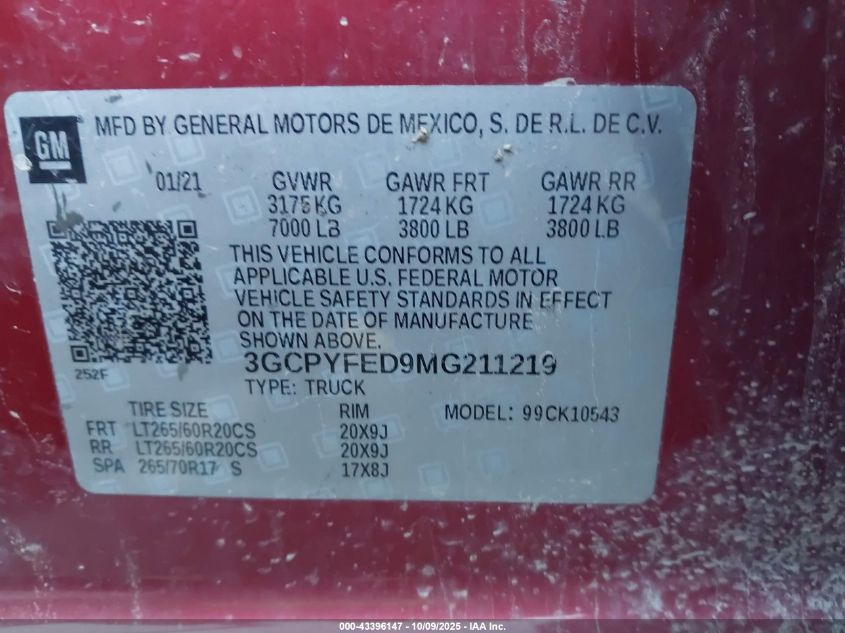 GM
MFD BY GENERAL MOTORS DE MEXICO, S. DE R.L. DE C.V.
01/21 GVWR GAWR FRT GAWR RR
3175 KG 1724 KG 1724 KG
7000 LB 3800 LB 3800 LB
THIS VEHICLE CONFORMS TO ALL
APPLICABLE U.S. FEDERAL MOTOR
VEHICLE SAFETY STANDARDS IN EFFECT
ON THE DATE OF MANUFACTURE
SHOWN ABOVE.
3GCPYFED9MG211219
252F
TYPE: TRUCK
TIRE SIZE RIM MODEL: 99CK10543
FRT LT265/60R20CS 20X9J
RR LT265/60R20CS 20X9J
SPA 265/70R17 S 17X8J
000-43396147 - 10/09/2025 - IAA Inc.